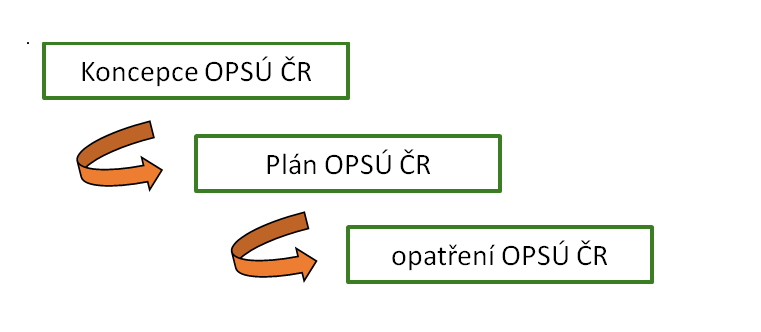 Koncepce OPSÚ ČR
Plán OPSÚ ČR
opatření OPSÚ ČR